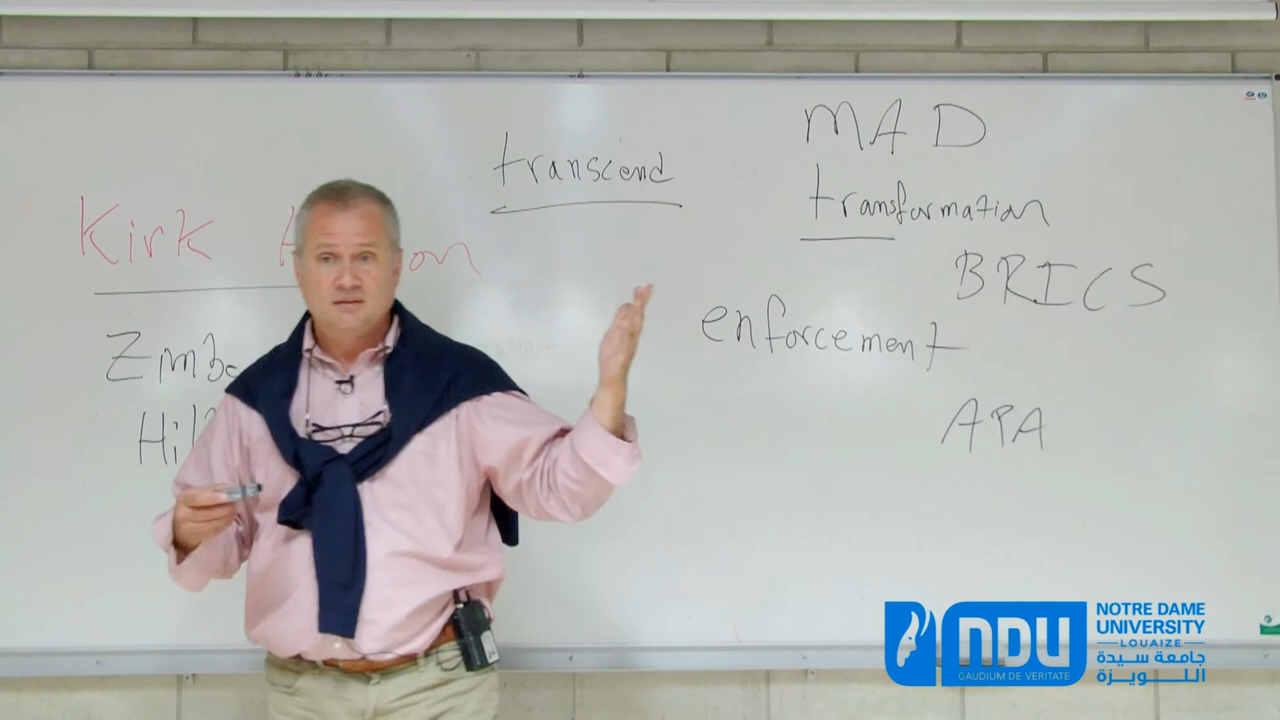 transcend
MAD
transformation
Kirk
BRICS
enforcement
APA
NDU
GAUDIUM DE VERITATE
NOTRE DAME
UNIVERSITY
LOUAIZE
جامعة سيدة
اللويزة